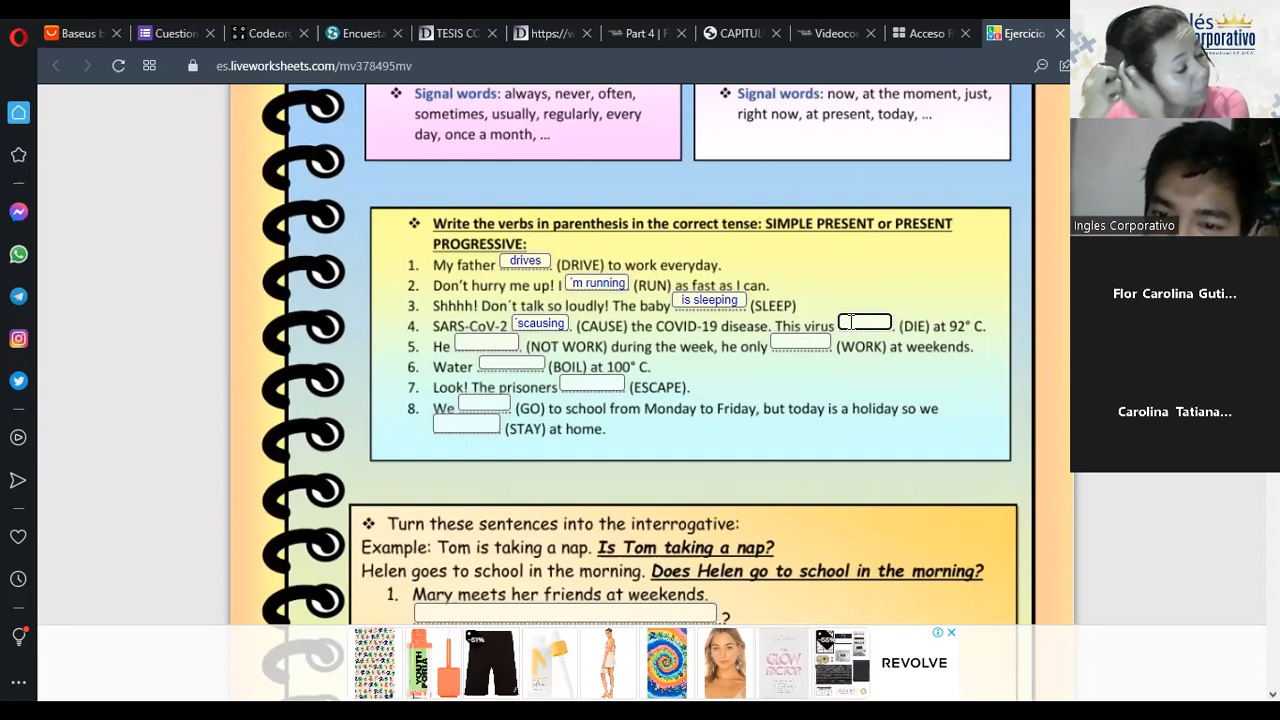 Baseus b
Cuestion
Code.org
Encuesta
TESIS CO
D://w
Part 4 | F
CAPITUL
Videocor
Acceso R
Ejercicio
es.liveworksheets.com/mv378495mv
lés
Corporativo
Ingles Corporativo
Flor Carolina Guti...
Carolina Tatiana...
❖ Signal words: always, never, often,
sometimes, usually, regularly, every
day, once a month, ...
❖ Signal words: now, at the moment, just,
right now, at present, today, ...
❖ Write the verbs in parenthesis in the correct tense: SIMPLE PRESENT or PRESENT
PROGRESSIVE:
1. My father drives (DRIVE) to work everyday.
2. Don't hurry me up! I ´m running (RUN) as fast as I can.
3. Shhhh! Don´t talk so loudly! The baby is sleeping (SLEEP)
4. SARS-CoV-2 ´scausing. (CAUSE) the COVID-19 disease. This virus . (DIE) at 92° C.
5. He . (NOT WORK) during the week, he only (WORK) at weekends.
6. Water (BOIL) at 100° C.
7. Look! The prisoners (ESCAPE).
8. We (GO) to school from Monday to Friday, but today is a holiday so we
(STAY) at home.
❖ Turn these sentences into the interrogative:
Example: Tom is taking a nap. Is Tom taking a nap?
Helen goes to school in the morning. Does Helen go to school in the morning?
1. Mary meets her friends at weekends.
?
-51%
THE
GLOW
FACTOR
REVOLVE